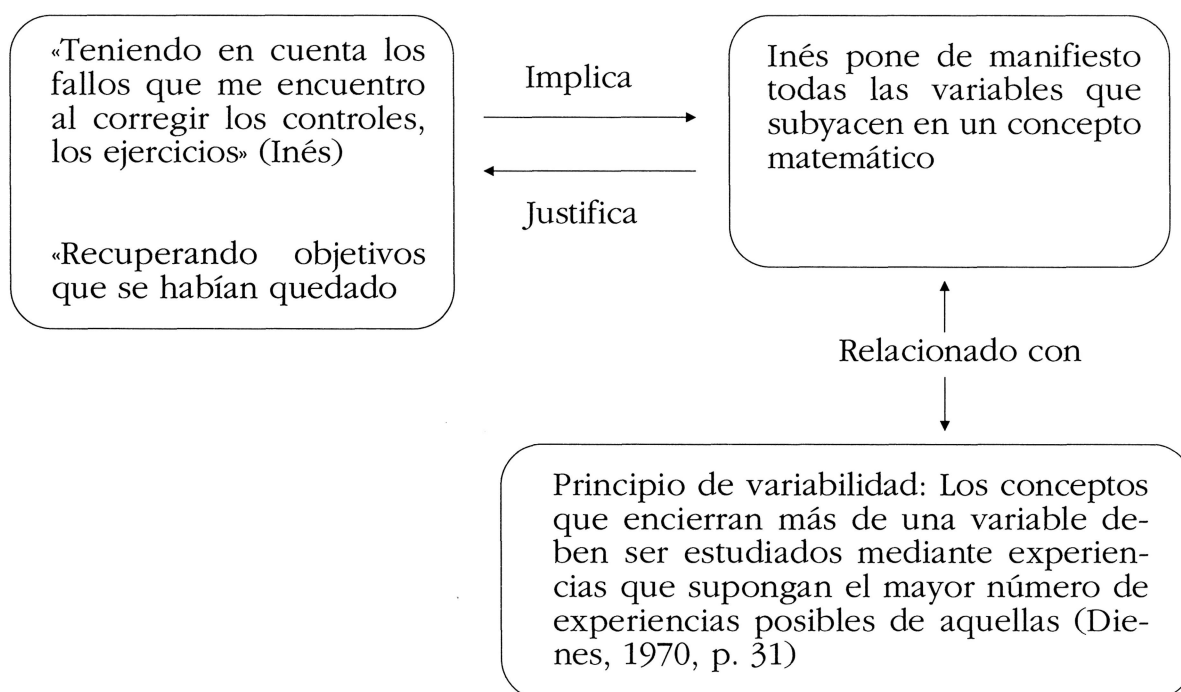 «Teniendo en cuenta los
fallos que me encuentro
al corregir los controles,
los ejercicios» (Inés)
«Recuperando objetivos
que se habían quedado
Implica
Justifica
Inés pone de manifiesto
todas las variables que
subyacen en un concepto
matemático
Relacionado con
Principio de variabilidad: Los conceptos
que encierran más de una variable de-
ben ser estudiados mediante experien-
cias que supongan el mayor número de
experiencias posibles de aquellas (Die-
nes, 1970, p. 31)